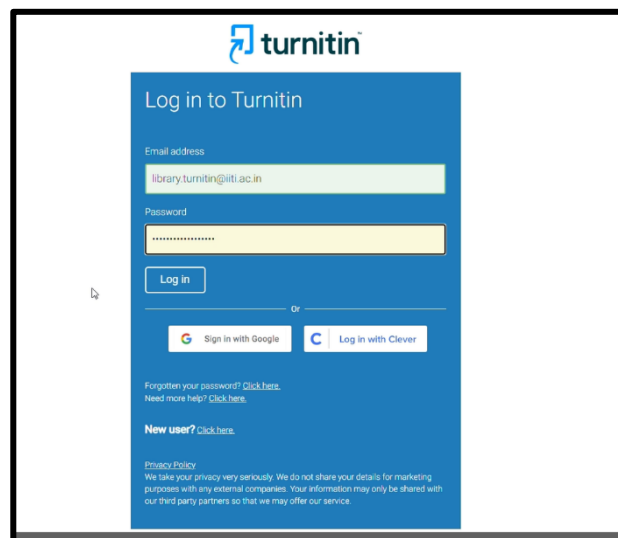 turnitin
Log in to Turnitin
Email address
library.turnitin@iiti.ac.in
Password
Log in
Or
Sign in with Google
Log in with Clever
Forgotten your password? Click here.
Need more help? Click here.
New user? Click here.
Privacy Policy
We take your privacy very seriously. We do not share your details for marketing
purposes with any external companies. Your information may only be shared with
our third party partners so that we may offer our service.